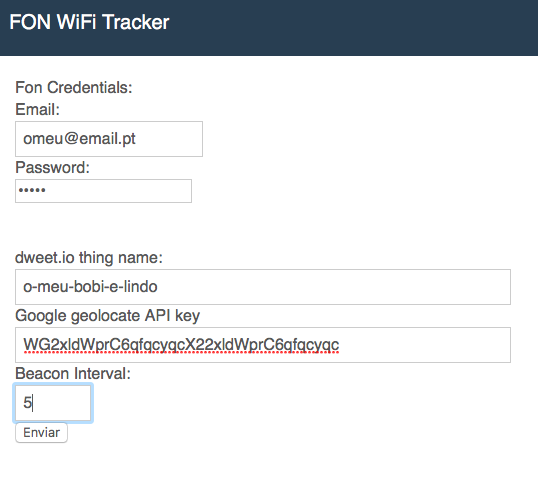 FON WiFi Tracker
Fon Credentials:
Email:
omeu@email.pt
Password:
•••••
dweet.io thing name:
o-meu-bobi-e-lindo
Google geolocate API key
WG2xldWprC6qfqcyqcX22xldWprC6qfqcyqc
Beacon Interval:
5
Enviar